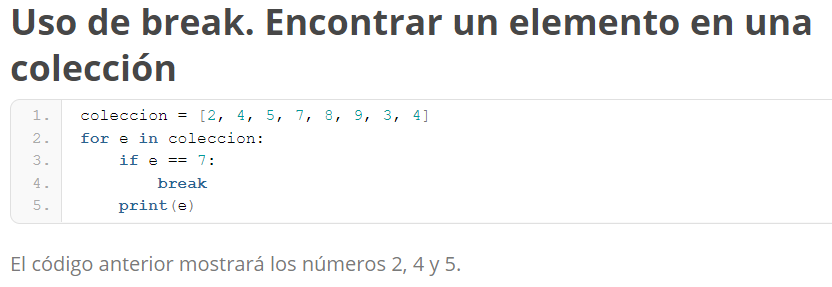 Uso de break. Encontrar un elemento en una
colección
1. coleccion = [2, 4, 5, 7, 8, 9, 3, 4]
2. for e in coleccion:
3.     if e == 7:
4.         break
5.     print(e)
El código anterior mostrará los números 2, 4 y 5.